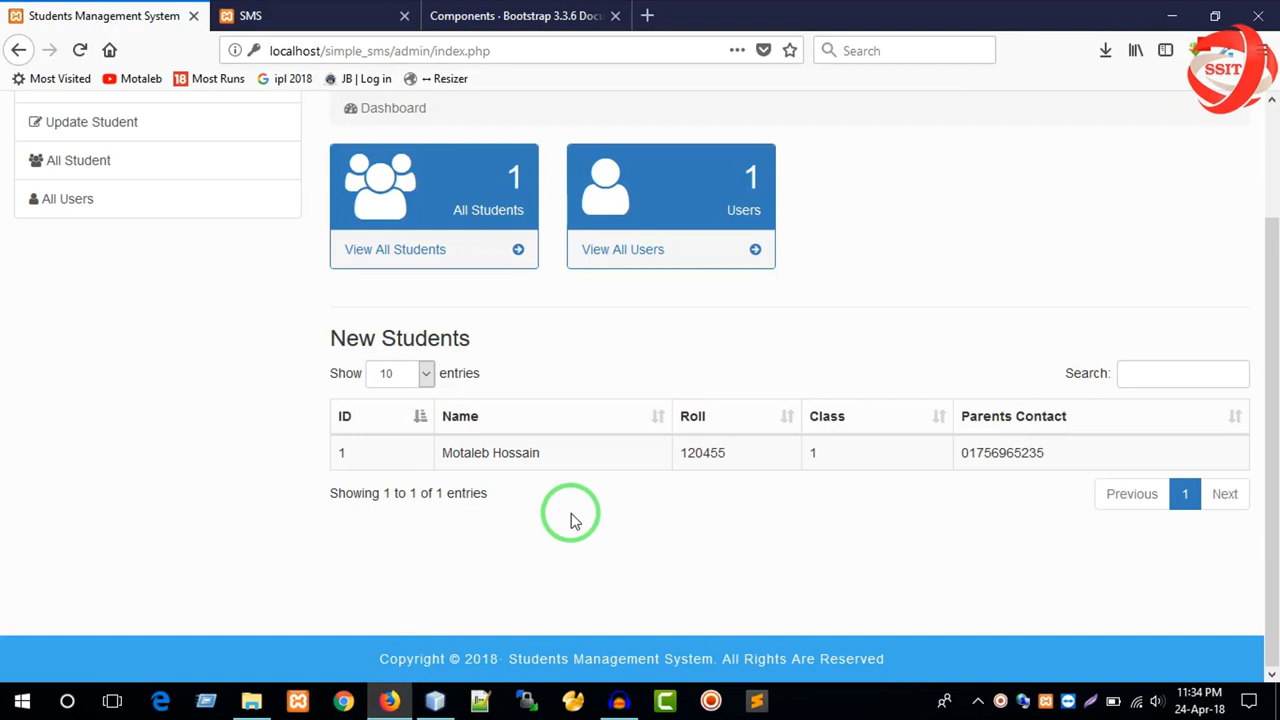 Students Management System
SMS
Components · Bootstrap 3.3.6 Docu
localhost/simple_sms/admin/index.php
Search
Most Visited
Motaleb
18 Most Runs
ipl 2018
JB | Log in
↔ Resizer
SSIT
Dashboard
Update Student
All Student
All Users
1
All Students
View All Students
1
Users
View All Users
New Students
Show 10 entries
Search:
ID Name Roll Class Parents Contact
1 Motaleb Hossain 120455 1 01756965235
Showing 1 to 1 of 1 entries
Previous 1 Next
Copyright © 2018· Students Management System. All Rights Are Reserved
11:34 PM
24-Apr-18